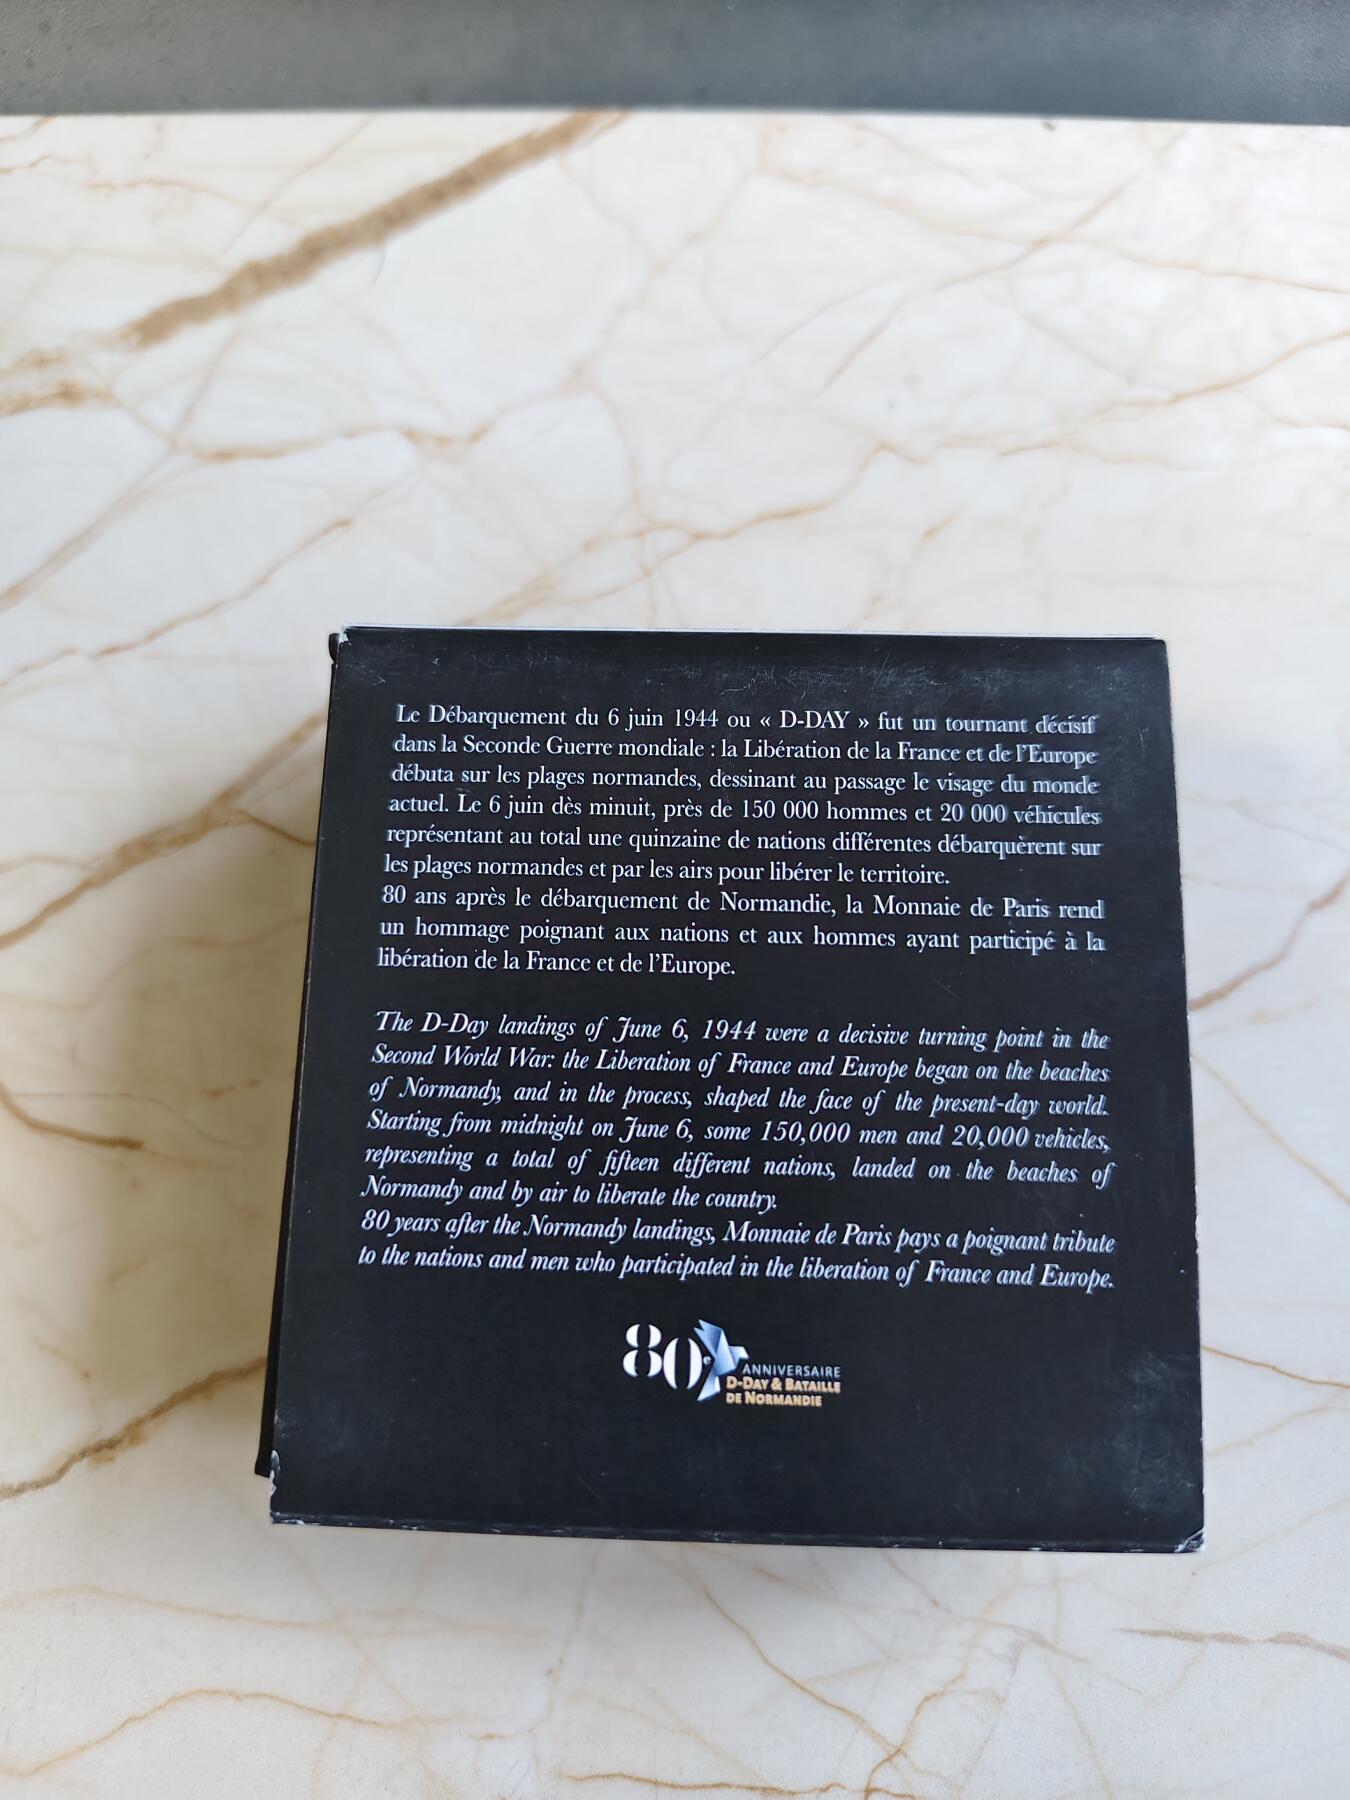 Le Débarquement du 6 juin 1944 ou « D-DAY » fut un tournant décisif
dans la Seconde Guerre mondiale : la Libération de la France et de l'Europe
débuta sur les plages normandes, dessinant au passage le visage du monde
actuel. Le 6 juin dès minuit, près de 150 000 hommes et 20 000 véhicules
représentant au total une quinzaine de nations différentes débarquèrent sur
les plages normandes et par les airs pour libérer le territoire.
80 ans après le débarquement de Normandie, la Monnaie de Paris rend
un hommage poignant aux nations et aux hommes ayant participé à la
libération de la France et de l'Europe.
The D-Day landings of June 6, 1944 were a decisive turning point in the
Second World War: the Liberation of France and Europe began on the beaches
of Normandy, and in the process, shaped the face of the present-day world.
Starting from midnight on June 6, some 150,000 men and 20,000 vehicles,
representing a total of fifteen different nations, landed on the beaches of
Normandy and by air to liberate the country.
80 years after the Normandy landings, Monnaie de Paris pays a poignant tribute
to the nations and men who participated in the liberation of France and Europe.
80e
ANNIVERSAIRE
D-DAY & BATAILLE
DE NORMANDIE